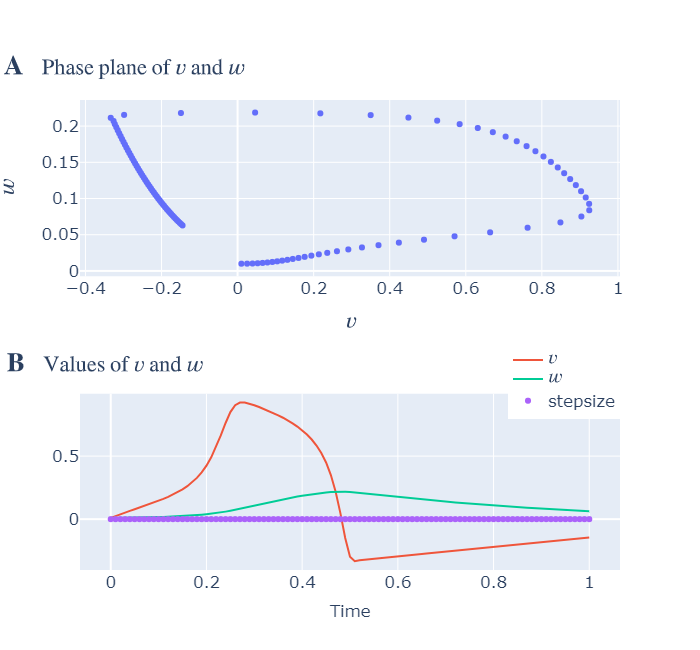 A Phase plane of v and w
0.2
0.15
0.1
0.05
0
w
−0.4 −0.2 0 0.2 0.4 0.6 0.8 1
v
B Values of v and w
v
w
stepsize
0.5
0
0 0.2 0.4 0.6 0.8 1
Time